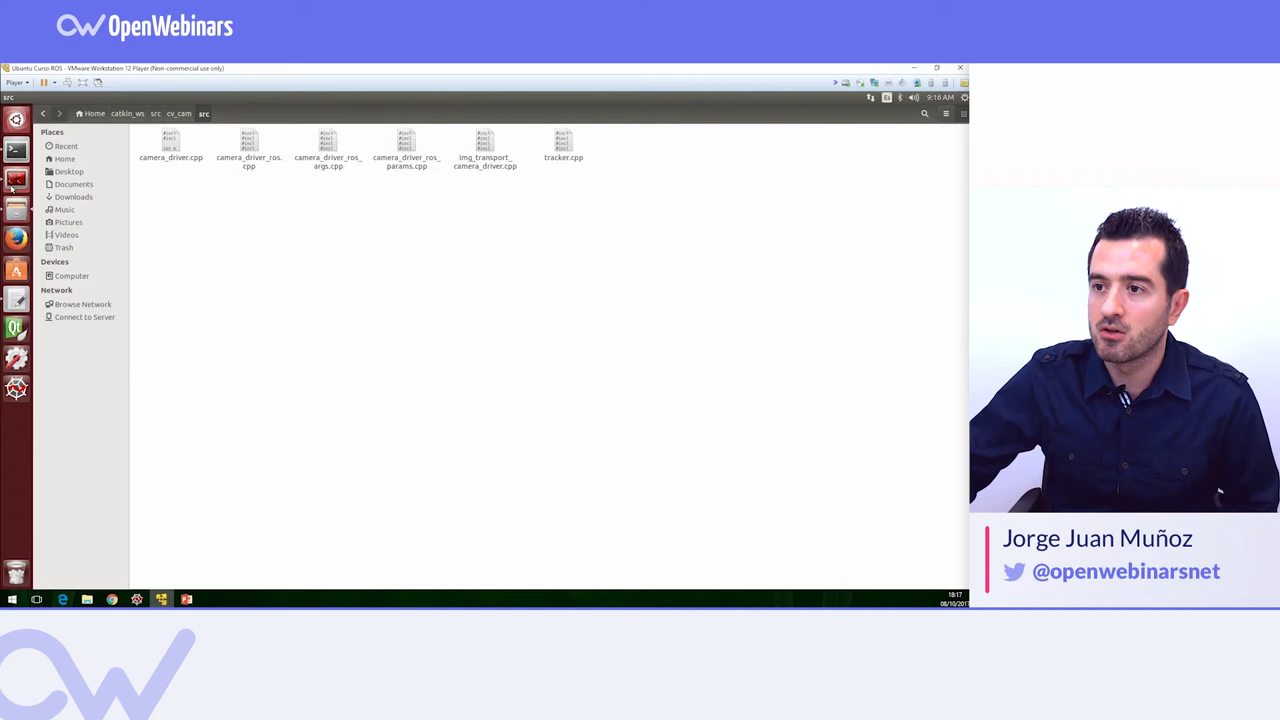 OpenWebinars
Ubuntu Curso ROS - VMware Workstation 12 Player (Non-commercial use only)
Player
src
Es
9:16 AM
Home
catkin_ws
src
cv_cam
src
Places
Recent
Home
Desktop
Documents
Downloads
Music
Pictures
Videos
Trash
Devices
Computer
Network
Browse Network
Connect to Server
camera_driver.cpp
camera_driver_ros.
cpp
camera_driver_ros_
args.cpp
camera_driver_ros_
params.cpp
img_transport_
camera_driver.cpp
tracker.cpp
Jorge Juan Muñoz
@openwebinarsnet
18:17